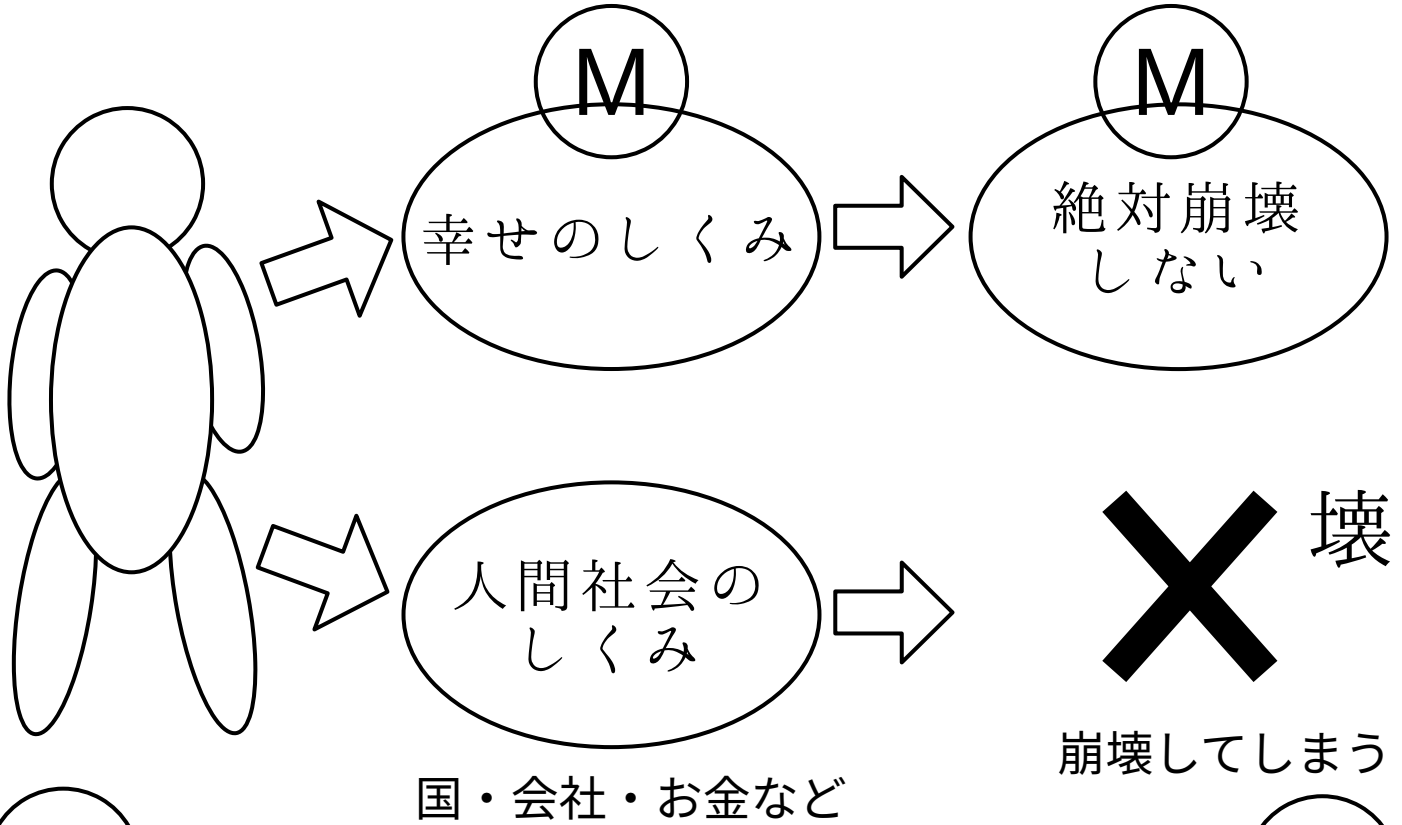 M
幸せのしくみ
M
絶対崩壊
しない
人間社会の
しくみ
国・会社・お金など
壊
崩壊してしまう